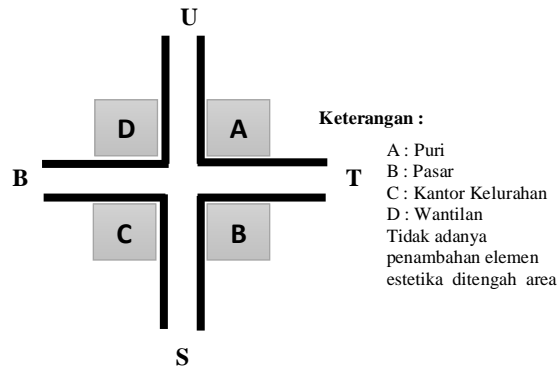 U
D
A
B
T
C
B
S
Keterangan :
A : Puri
B : Pasar
C : Kantor Kelurahan
D : Wantilan
Tidak adanya
penambahan elemen
estetika ditengah area